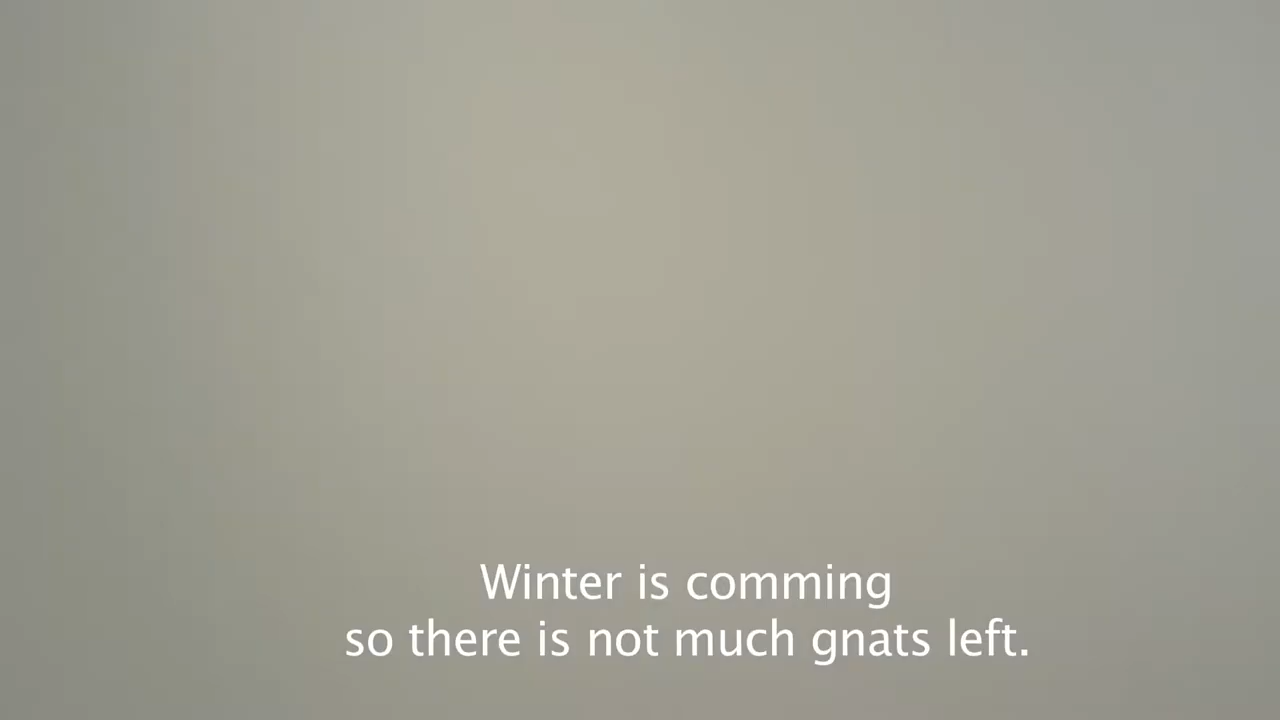 Winter is comming
so there is not much gnats left.